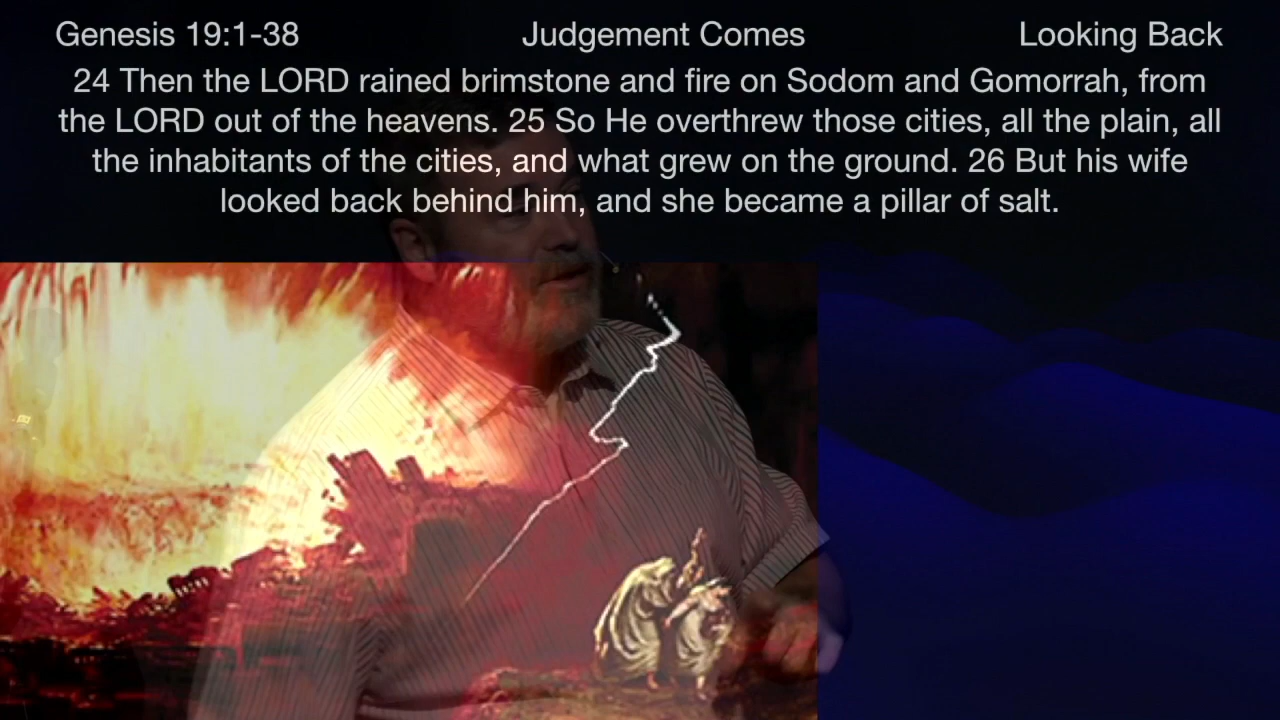 Genesis 19:1-38 Judgement Comes Looking Back
24 Then the LORD rained brimstone and fire on Sodom and Gomorrah, from
the LORD out of the heavens. 25 So He overthrew those cities, all the plain, all
the inhabitants of the cities, and what grew on the ground. 26 But his wife
looked back behind him, and she became a pillar of salt.